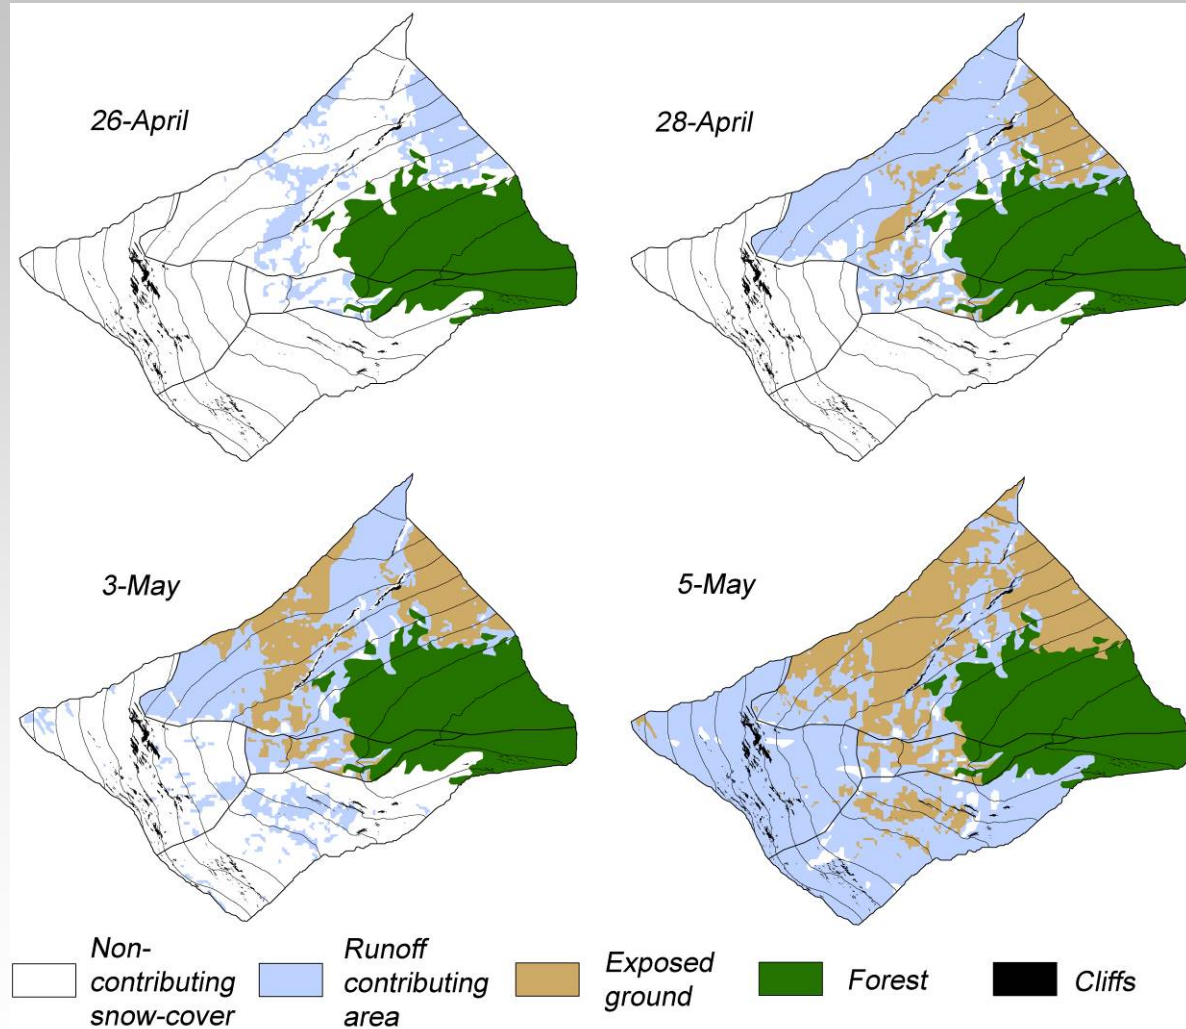 26-April
28-April
3-May
5-May
Non-
contributing
snow-cover
Runoff
contributing
area
Exposed
ground
Forest
Cliffs